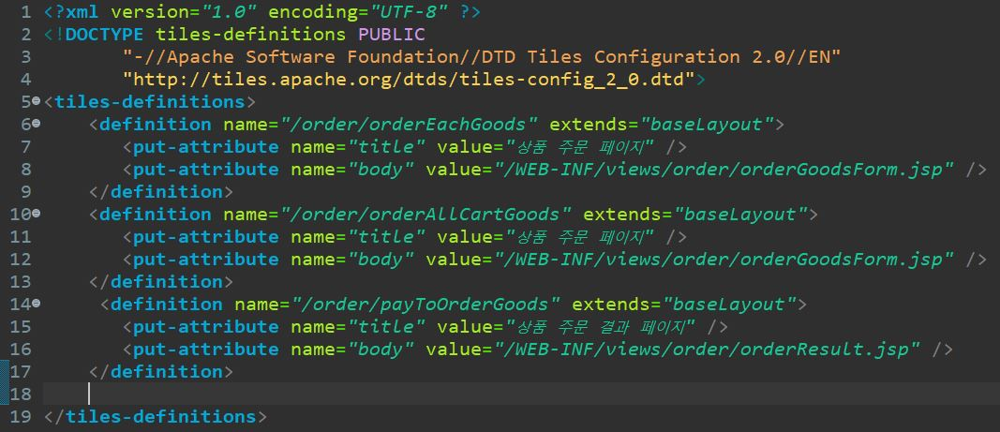 1 <?xml version="1.0" encoding="UTF-8" ?>
2 <!DOCTYPE tiles-definitions PUBLIC
3 "-//Apache Software Foundation//DTD Tiles Configuration 2.0//EN"
4 "http://tiles.apache.org/dtds/tiles-config_2_0.dtd">
5 <tiles-definitions>
6 <definition name="/order/orderEachGoods" extends="baseLayout">
7 <put-attribute name="title" value="상품 주문 페이지" />
8 <put-attribute name="body" value="/WEB-INF/views/order/orderGoodsForm.jsp" />
9 </definition>
10 <definition name="/order/orderAllCartGoods" extends="baseLayout">
11 <put-attribute name="title" value="상품 주문 페이지" />
12 <put-attribute name="body" value="/WEB-INF/views/order/orderGoodsForm.jsp" />
13 </definition>
14 <definition name="/order/payToOrderGoods" extends="baseLayout">
15 <put-attribute name="title" value="상품 주문 결과 페이지" />
16 <put-attribute name="body" value="/WEB-INF/views/order/orderResult.jsp" />
17 </definition>
18
19 </tiles-definitions>